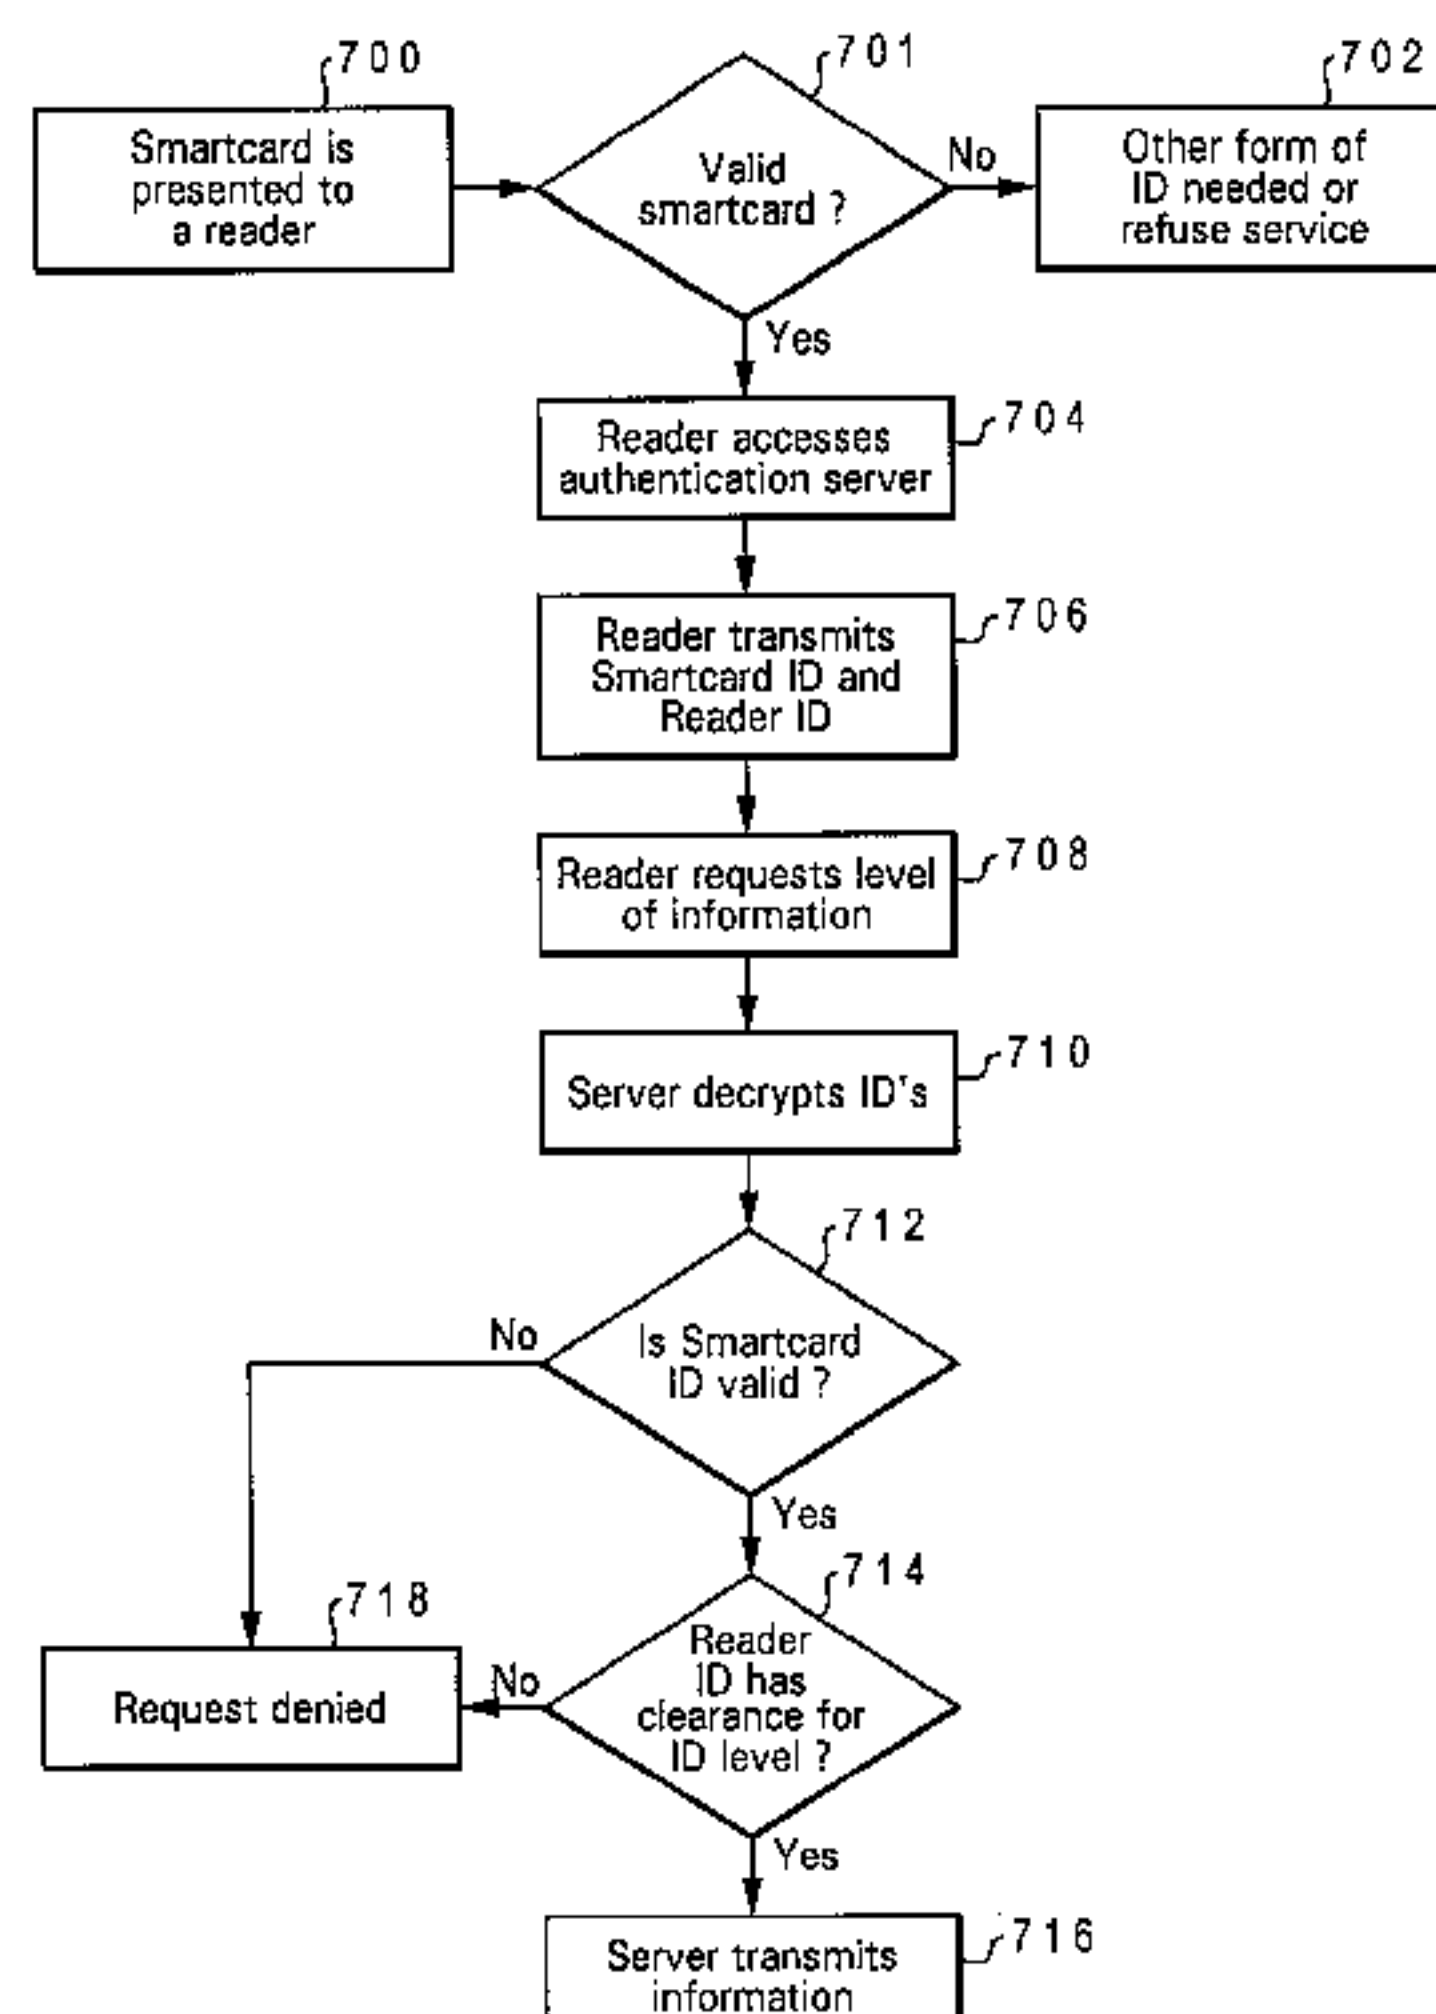 700
701
702
Smartcard is
presented to
a reader
Valid
smartcard ?
No
Other form of
ID needed or
refuse service
Yes
Reader accesses
authentication server
704
Reader transmits
Smartcard ID and
Reader ID
706
Reader requests level
of information
708
Server decrypts ID's
710
712
Is Smartcard
ID valid ?
No
Yes
714
718
Reader
ID has
clearance for
ID level ?
No
Request denied
Yes
Server transmits
information
716